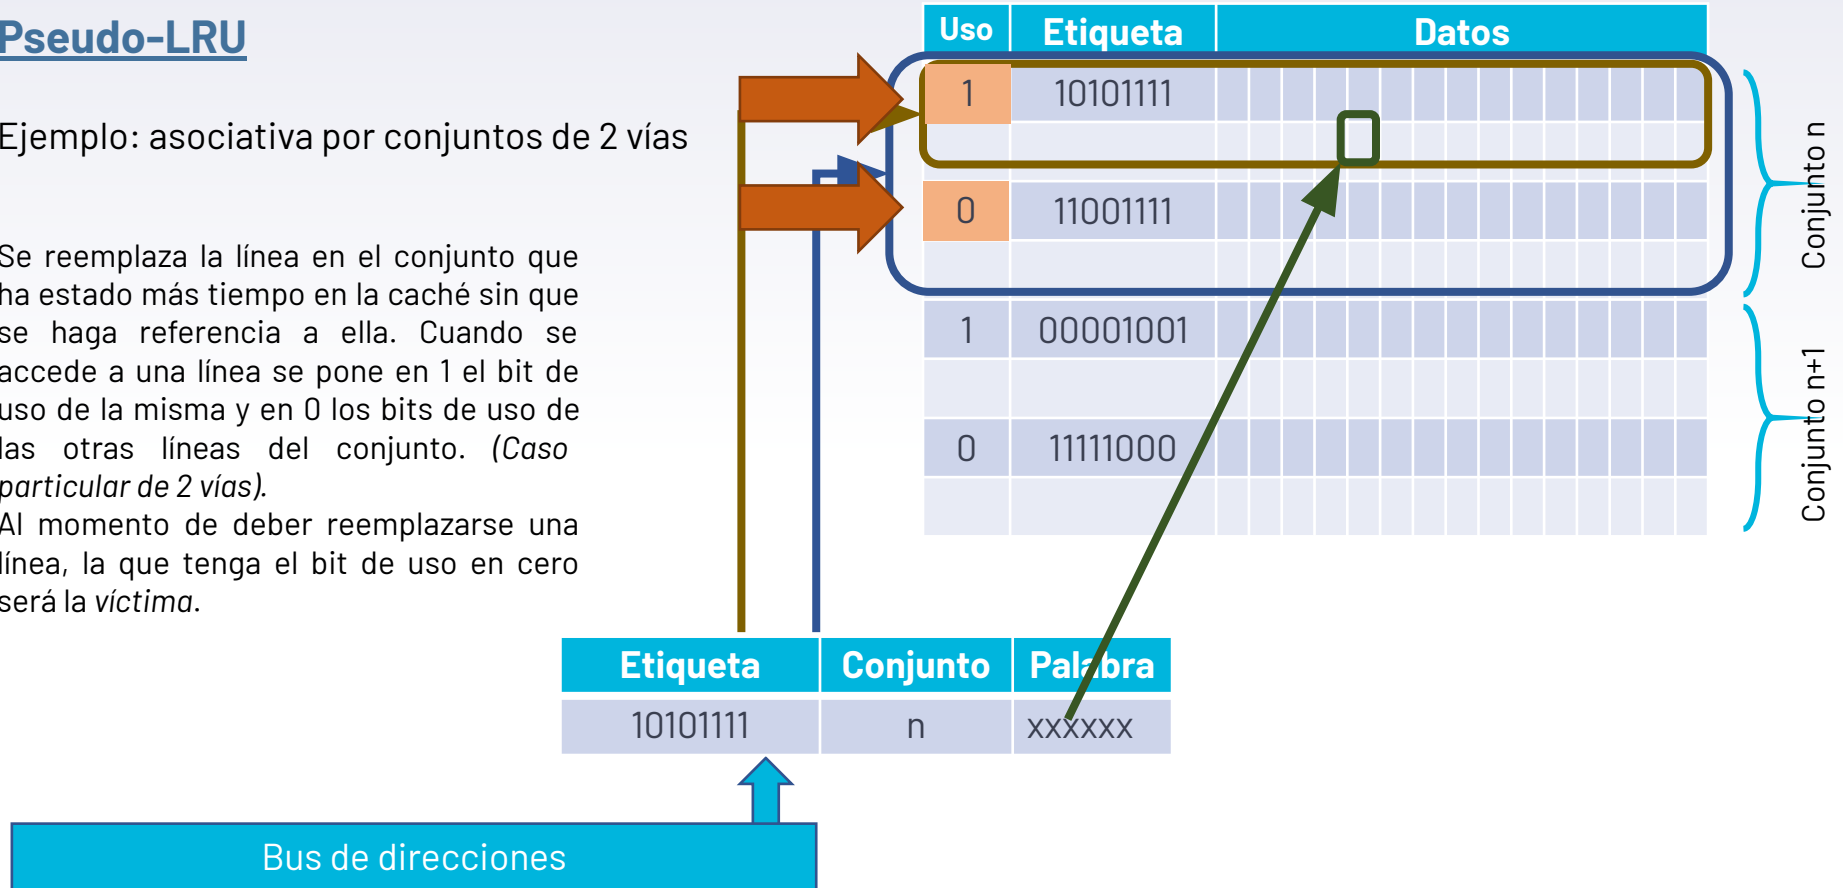 Pseudo-LRU
Ejemplo: asociativa por conjuntos de 2 vías
Se reemplaza la línea en el conjunto que
ha estado más tiempo en la caché sin que
se haga referencia a ella. Cuando se
accede a una línea se pone en 1 el bit de
uso de la misma y en 0 los bits de uso de
las otras líneas del conjunto. (Caso
particular de 2 vías).
Al momento de deber reemplazarse una
línea, la que tenga el bit de uso en cero
será la víctima.
Uso Etiqueta Datos
1 10101111
0 11001111
1 00001001
0 11111000
Conjunto n
Conjunto n+1
Etiqueta Conjunto Palabra
10101111 n xxxxxx
Bus de direcciones